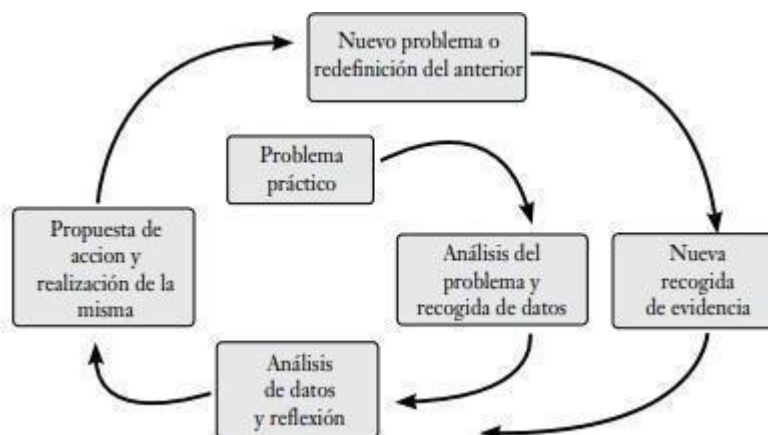 Nuevo problema o
redefinición del anterior
Problema
práctico
Propuesta de
accion y
realización de la
misma
Análisis del
problema y
recogida de datos
Nueva
recogida
de evidencia
Análisis
de datos
y reflexión